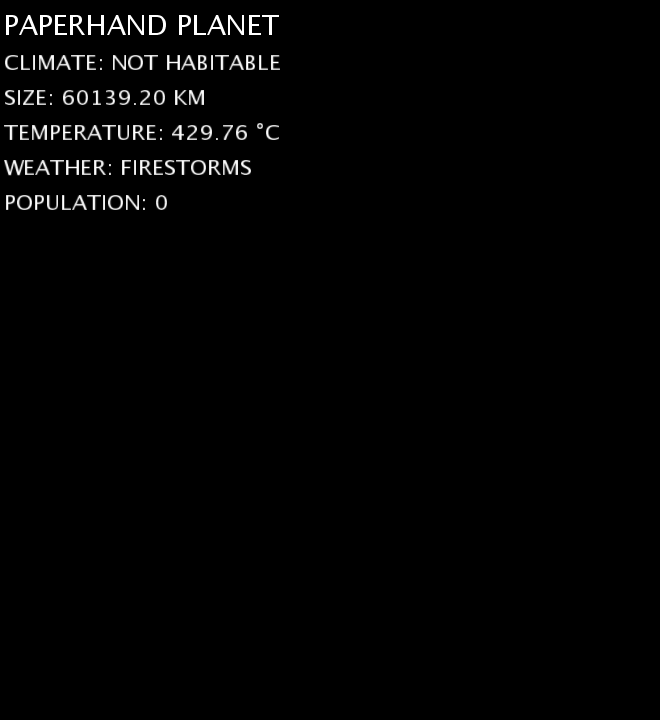 PAPERHAND PLANET
CLIMATE: NOT HABITABLE
SIZE: 60139.20 KM
TEMPERATURE: 429.76 °C
WEATHER: FIRESTORMS
POPULATION: 0